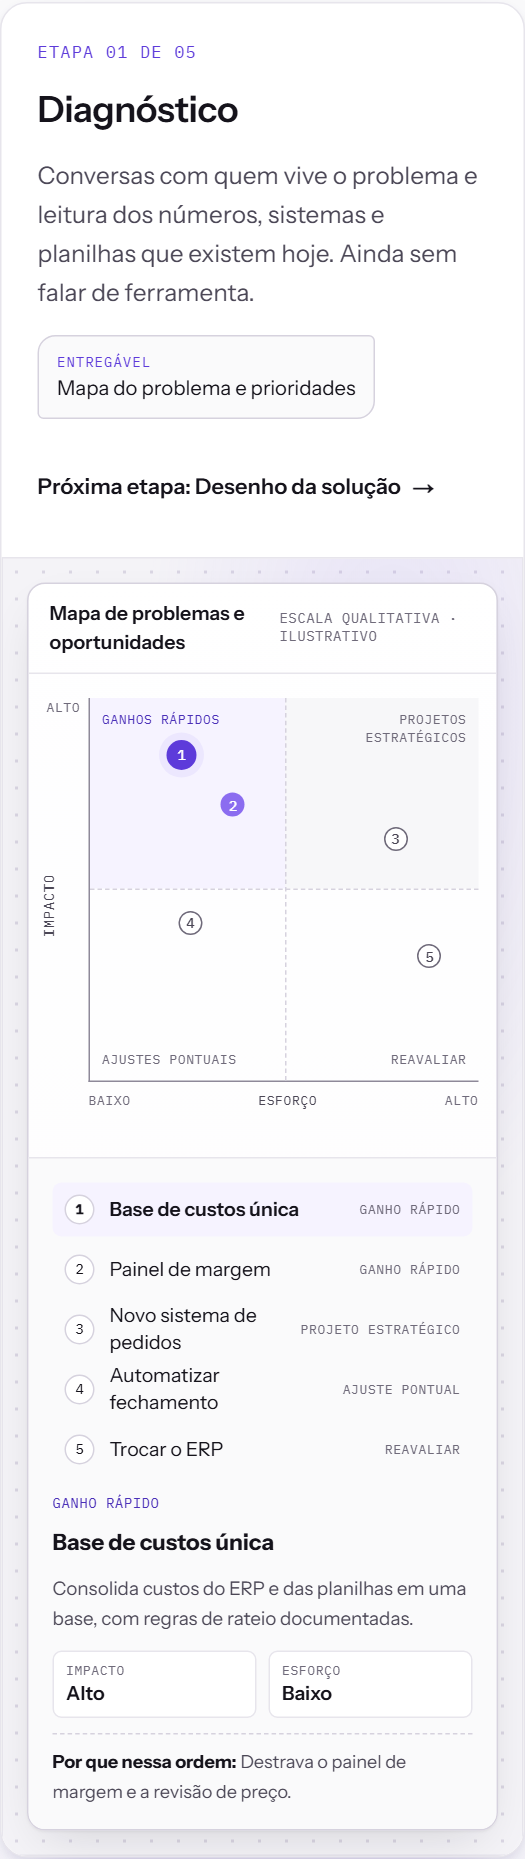 ETAPA 01 DE 05
Diagnóstico
Conversas com quem vive o problema e
leitura dos números, sistemas e
planilhas que existem hoje. Ainda sem
falar de ferramenta.
ENTREGÁVEL
Mapa do problema e prioridades
Próxima etapa: Desenho da solução →
Mapa de problemas e
oportunidades
ESCALA QUALITATIVA ·
ILUSTRATIVO
ALTO
GANHOS RÁPIDOS
PROJETOS
ESTRATÉGICOS
1
2
3
IMPACTO
4
5
AJUSTES PONTUAIS
REAVALIAR
BAIXO
ESFORÇO
ALTO
1 Base de custos única GANHO RÁPIDO
2 Painel de margem GANHO RÁPIDO
3 Novo sistema de
pedidos
PROJETO ESTRATÉGICO
4 Automatizar
fechamento
AJUSTE PONTUAL
5 Trocar o ERP REAVALIAR
GANHO RÁPIDO
Base de custos única
Consolida custos do ERP e das planilhas em uma
base, com regras de rateio documentadas.
IMPACTO
Alto
ESFORÇO
Baixo
Por que nessa ordem: Destrava o painel de
margem e a revisão de preço.